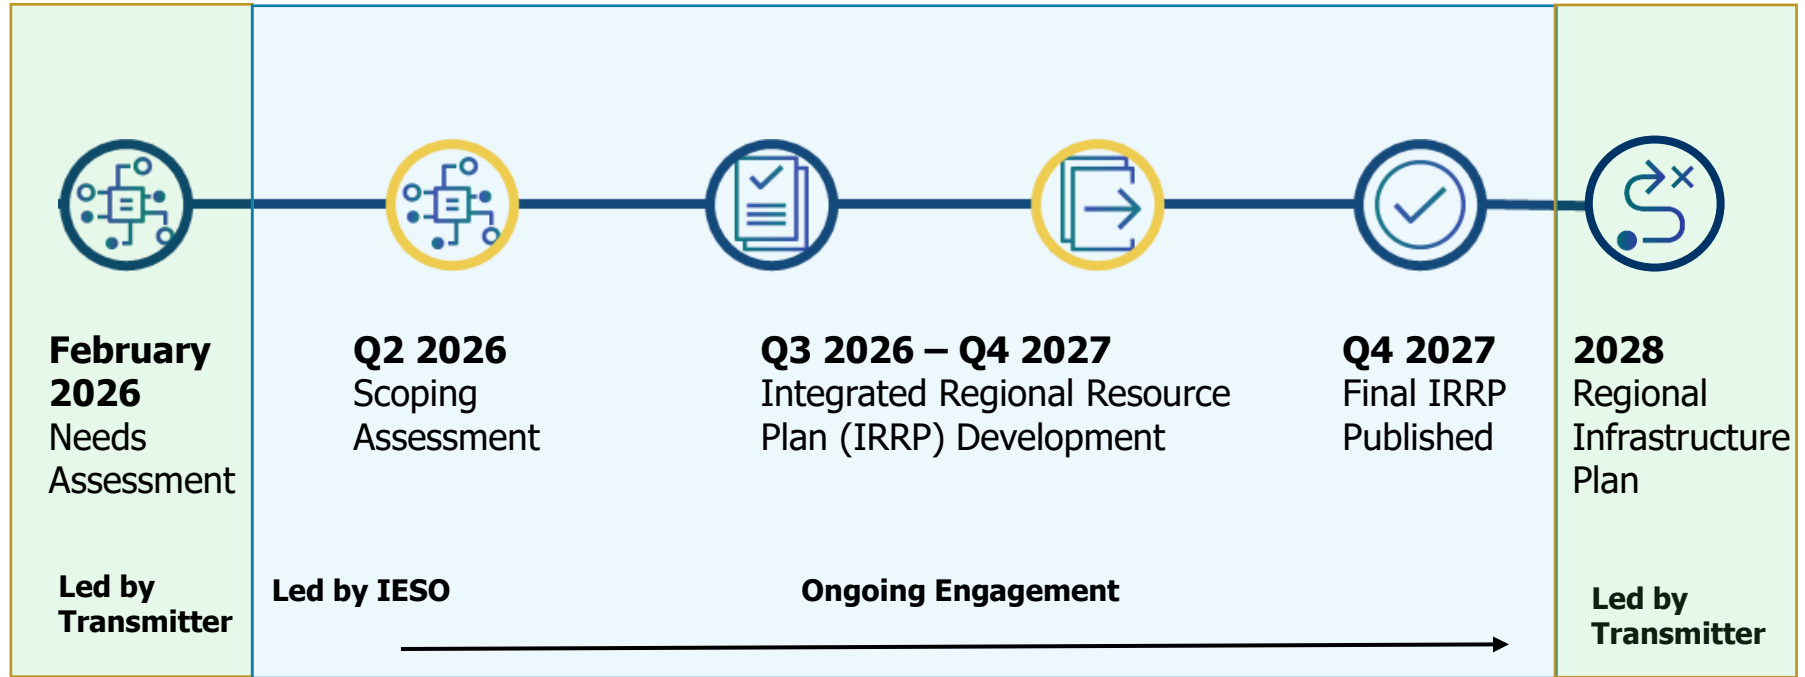 February
2026
Needs
Assessment
Led by
Transmitter
Q2 2026
Scoping
Assessment
Led by IESO
Q3 2026 – Q4 2027
Integrated Regional Resource
Plan (IRRP) Development
Ongoing Engagement
Q4 2027
Final IRRP
Published
2028
Regional
Infrastructure
Plan
Led by
Transmitter